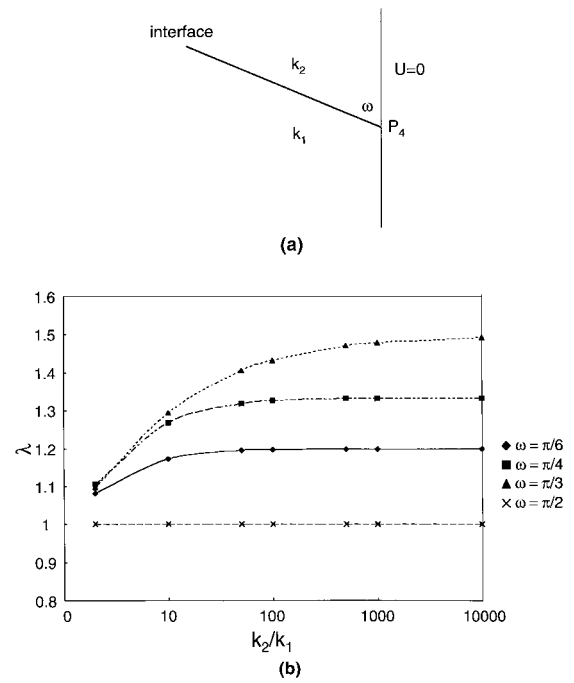 interface
k2
U=0
ω
P4
k1
(a)
1.6
1.5
1.4
1.3
1.2
1.1
1
0.9
0.8
λ
0 10 100 1000 10000
k2/k1
ω = π/6
ω = π/4
ω = π/3
ω = π/2
(b)